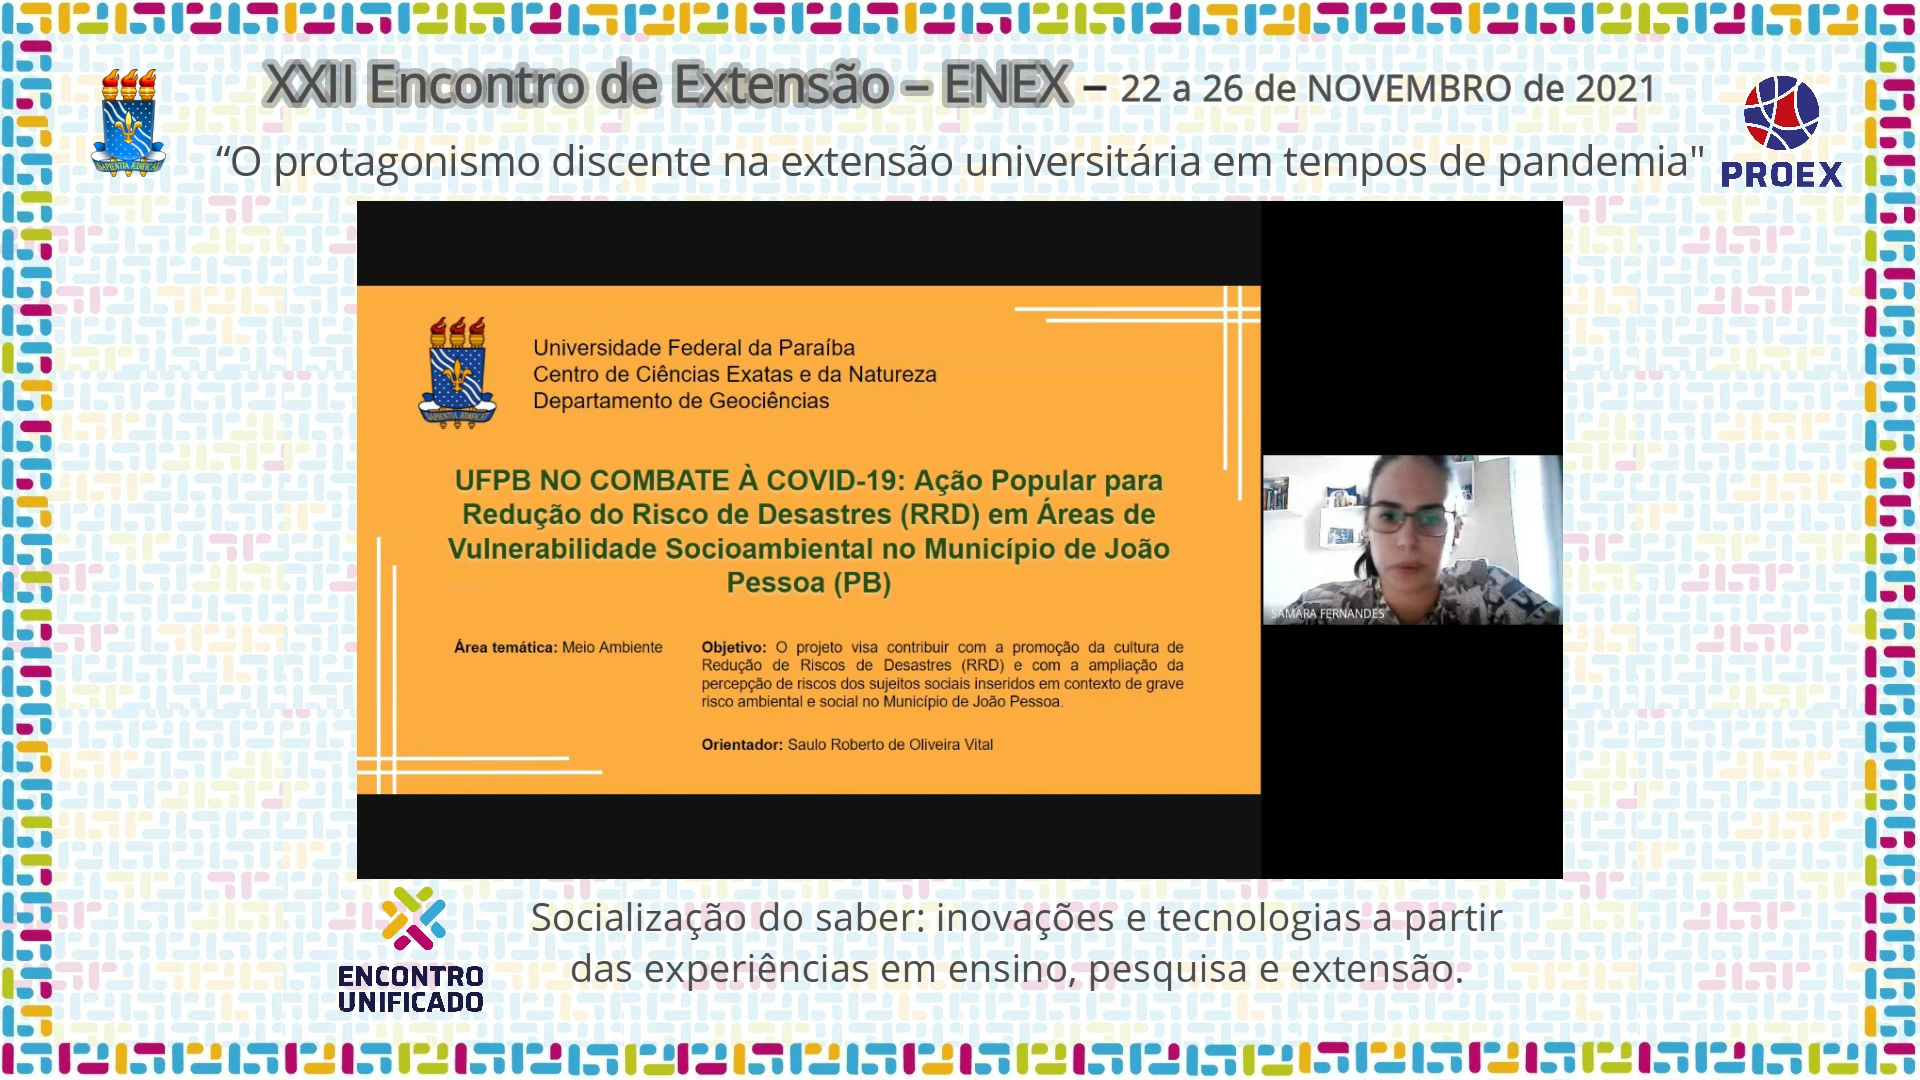 XXII Encontro de Extensão – ENEX – 22 a 26 de NOVEMBRO de 2021
“O protagonismo discente na extensão universitária em tempos de pandemia"
PROEX
SAPIENTIA ÆDIFICAT
Universidade Federal da Paraíba
Centro de Ciências Exatas e da Natureza
Departamento de Geociências
SAPIENTIA ÆDIFICAT
UFPB NO COMBATE À COVID-19: Ação Popular para
Redução do Risco de Desastres (RRD) em Áreas de
Vulnerabilidade Socioambiental no Município de João
Pessoa (PB)
Área temática: Meio Ambiente
Objetivo: O projeto visa contribuir com a promoção da cultura de
Redução de Riscos de Desastres (RRD) e com a ampliação da
percepção de riscos dos sujeitos sociais inseridos em contexto de grave
risco ambiental e social no Município de João Pessoa.
Orientador: Saulo Roberto de Oliveira Vital
SAMARA FERNANDES
ENCONTRO
UNIFICADO
Socialização do saber: inovações e tecnologias a partir
das experiências em ensino, pesquisa e extensão.